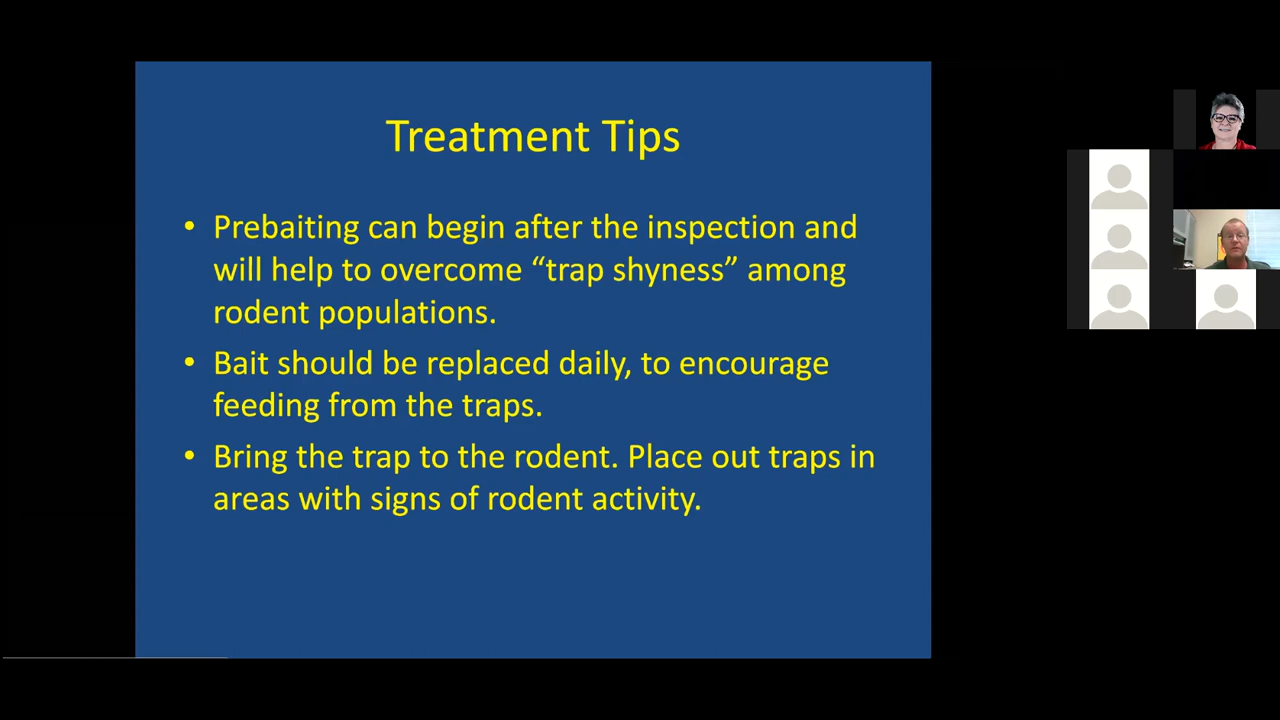 Treatment Tips
• Prebaiting can begin after the inspection and
will help to overcome “trap shyness” among
rodent populations.
• Bait should be replaced daily, to encourage
feeding from the traps.
• Bring the trap to the rodent. Place out traps in
areas with signs of rodent activity.